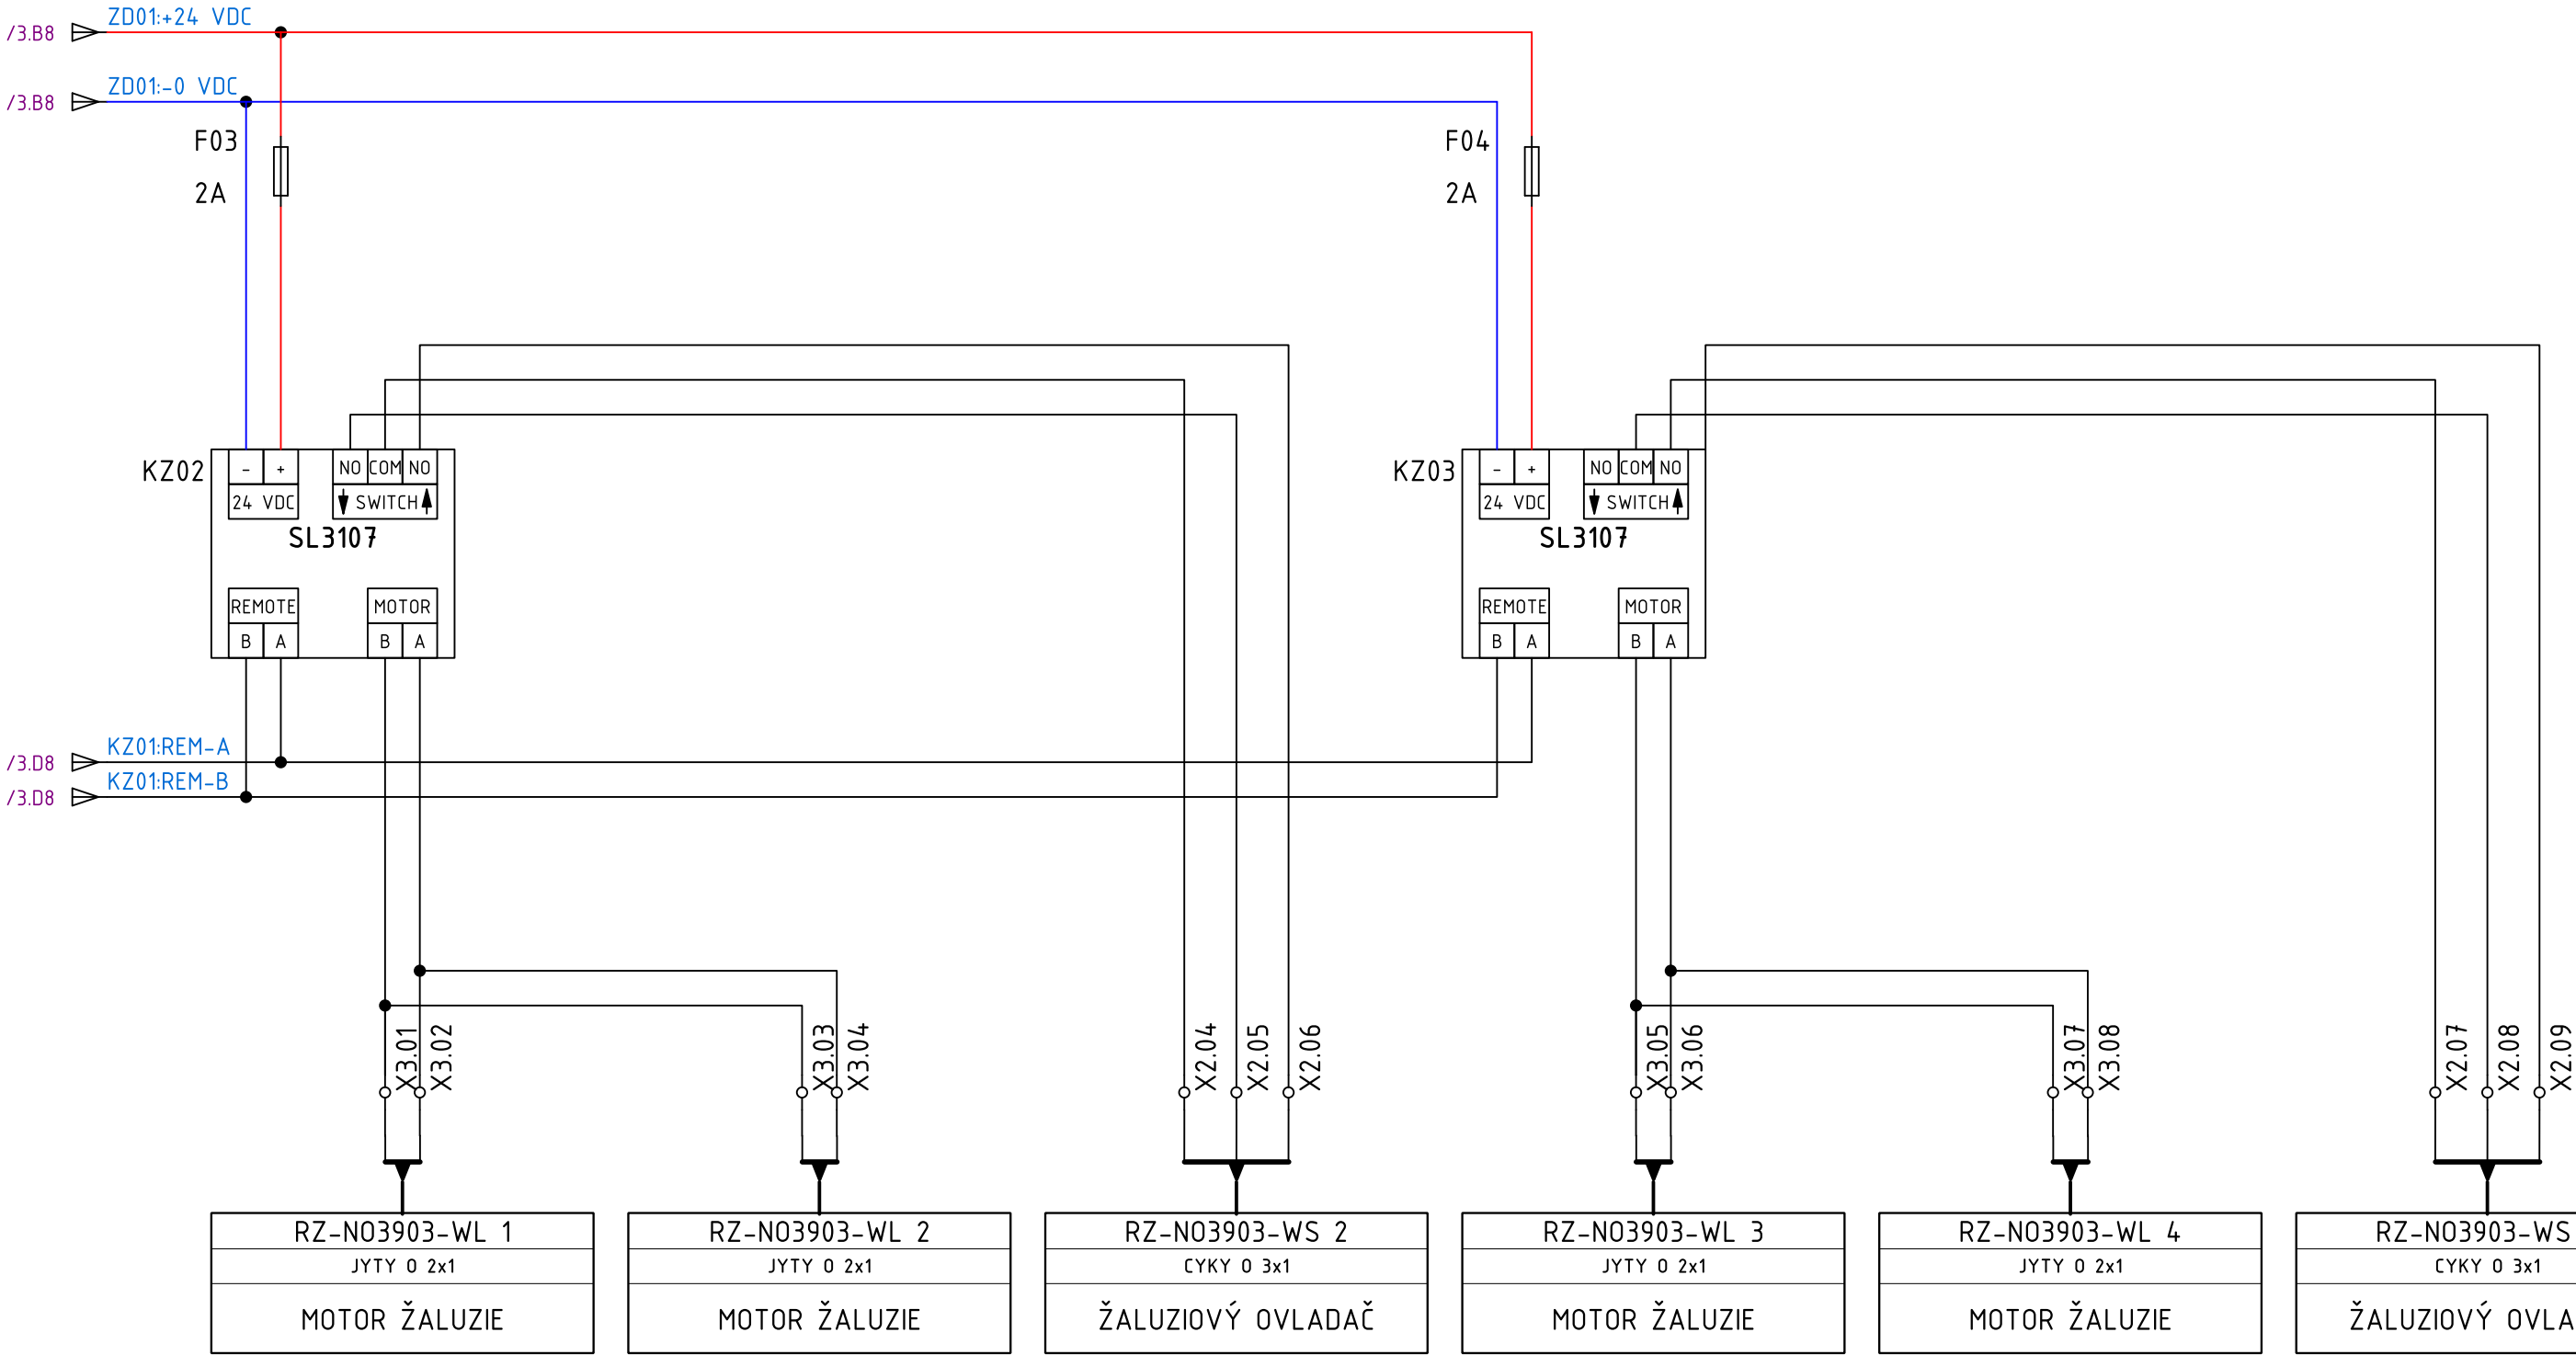 ZD01:+24 VDC
/3.B8
ZD01:-0 VDC
/3.B8
F03
2A
F04
2A
KZ02
- + NO COM NO
24 VDC SWITCH
SL3107
REMOTE MOTOR
B A B A
KZ03
- + NO COM NO
24 VDC SWITCH
SL3107
REMOTE MOTOR
B A B A
KZ01:REM-A
/3.D8
KZ01:REM-B
/3.D8
X3.01
X3.02
X3.03
X3.04
X2.04
X2.05
X2.06
X3.05
X3.06
X3.07
X3.08
X2.07
X2.08
X2.09
RZ-NO3903-WL 1
JYTY O 2x1
MOTOR ŽALUZIE
RZ-NO3903-WL 2
JYTY O 2x1
MOTOR ŽALUZIE
RZ-NO3903-WS 2
CYKY O 3x1
ŽALUZIOVÝ OVLADAČ
RZ-NO3903-WL 3
JYTY O 2x1
MOTOR ŽALUZIE
RZ-NO3903-WL 4
JYTY O 2x1
MOTOR ŽALUZIE
RZ-NO3903-WS
CYKY O 3x1
ŽALUZIOVÝ